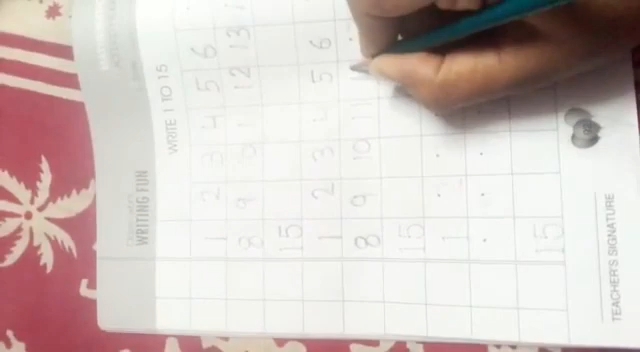 WRITING FUN
WRITE 1 TO 15
1 2 3 4 5 6
8 9 10 11 12 13
15
1 2 3 4 5 6
8 9 10 11
15
1
15
TEACHER'S SIGNATURE